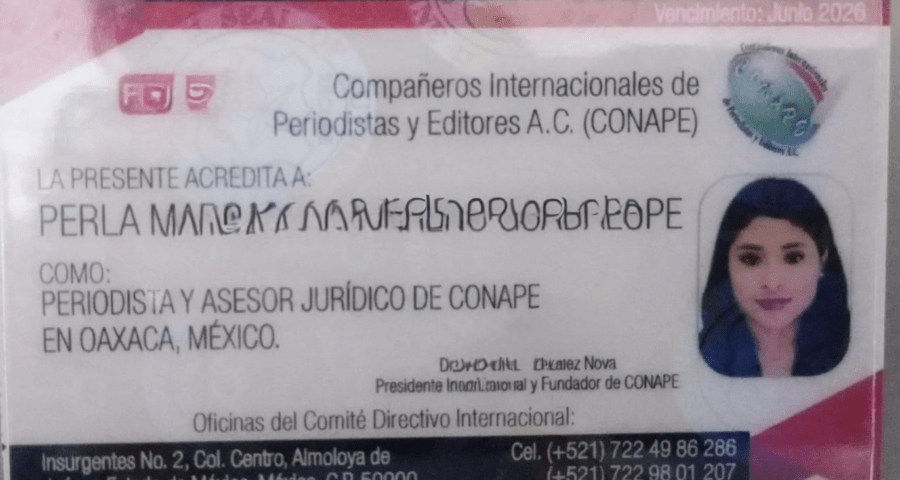 Vencimiento: Junio 2026
Compañeros Internacionales de
Periodistas y Editores A.C. (CONAPE)
LA PRESENTE ACREDITA A:
PERLA
COMO:
PERIODISTA Y ASESOR JURÍDICO DE CONAPE
EN OAXACA, MÉXICO.
Nova
Presidente y Fundador de CONAPE
Oficinas del Comité Directivo Internacional:
Insurgentes No. 2, Col. Centro, Almoloya de
Cel. (+521) 722 49 86 286
(+521) 722 98 01 207